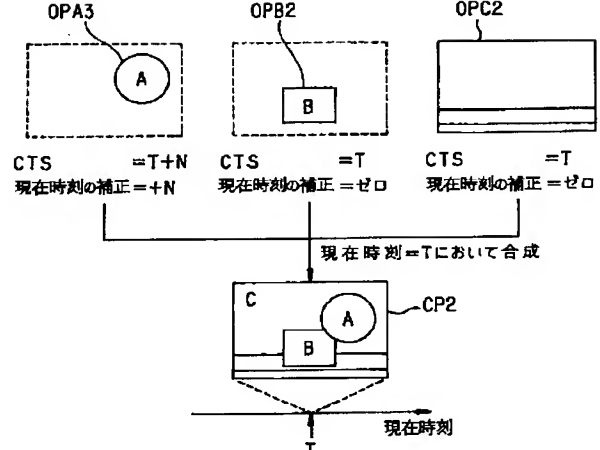 OPA3
OPB2
OPC2
A
B
CTS =T+N
現在時刻の補正=+N
CTS =T
現在時刻の補正=ゼロ
CTS =T
現在時刻の補正=ゼロ
現在時刻=Tにおいて合成
C
A
B
CP2
現在時刻
T